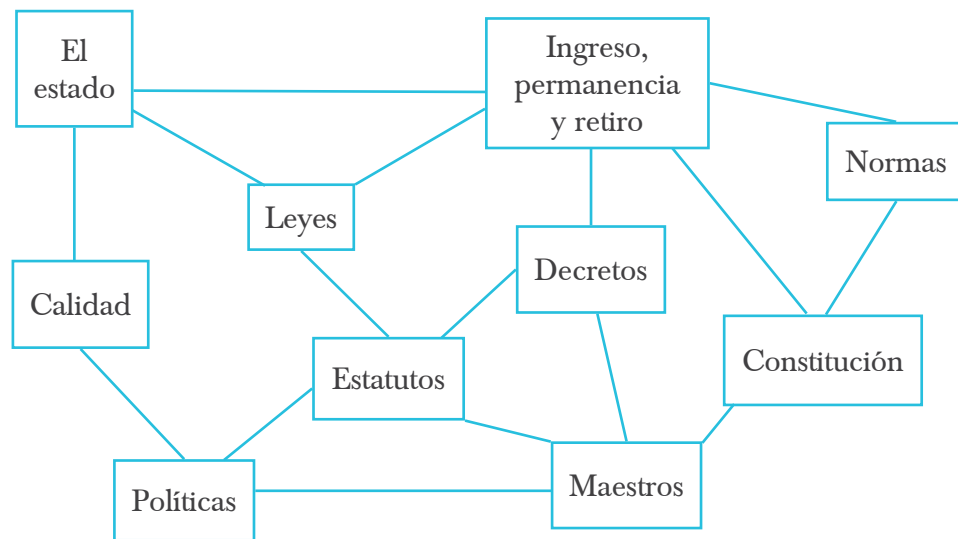 El
estado
Ingreso,
permanencia
y retiro
Normas
Leyes
Decretos
Calidad
Constitución
Estatutos
Maestros
Políticas